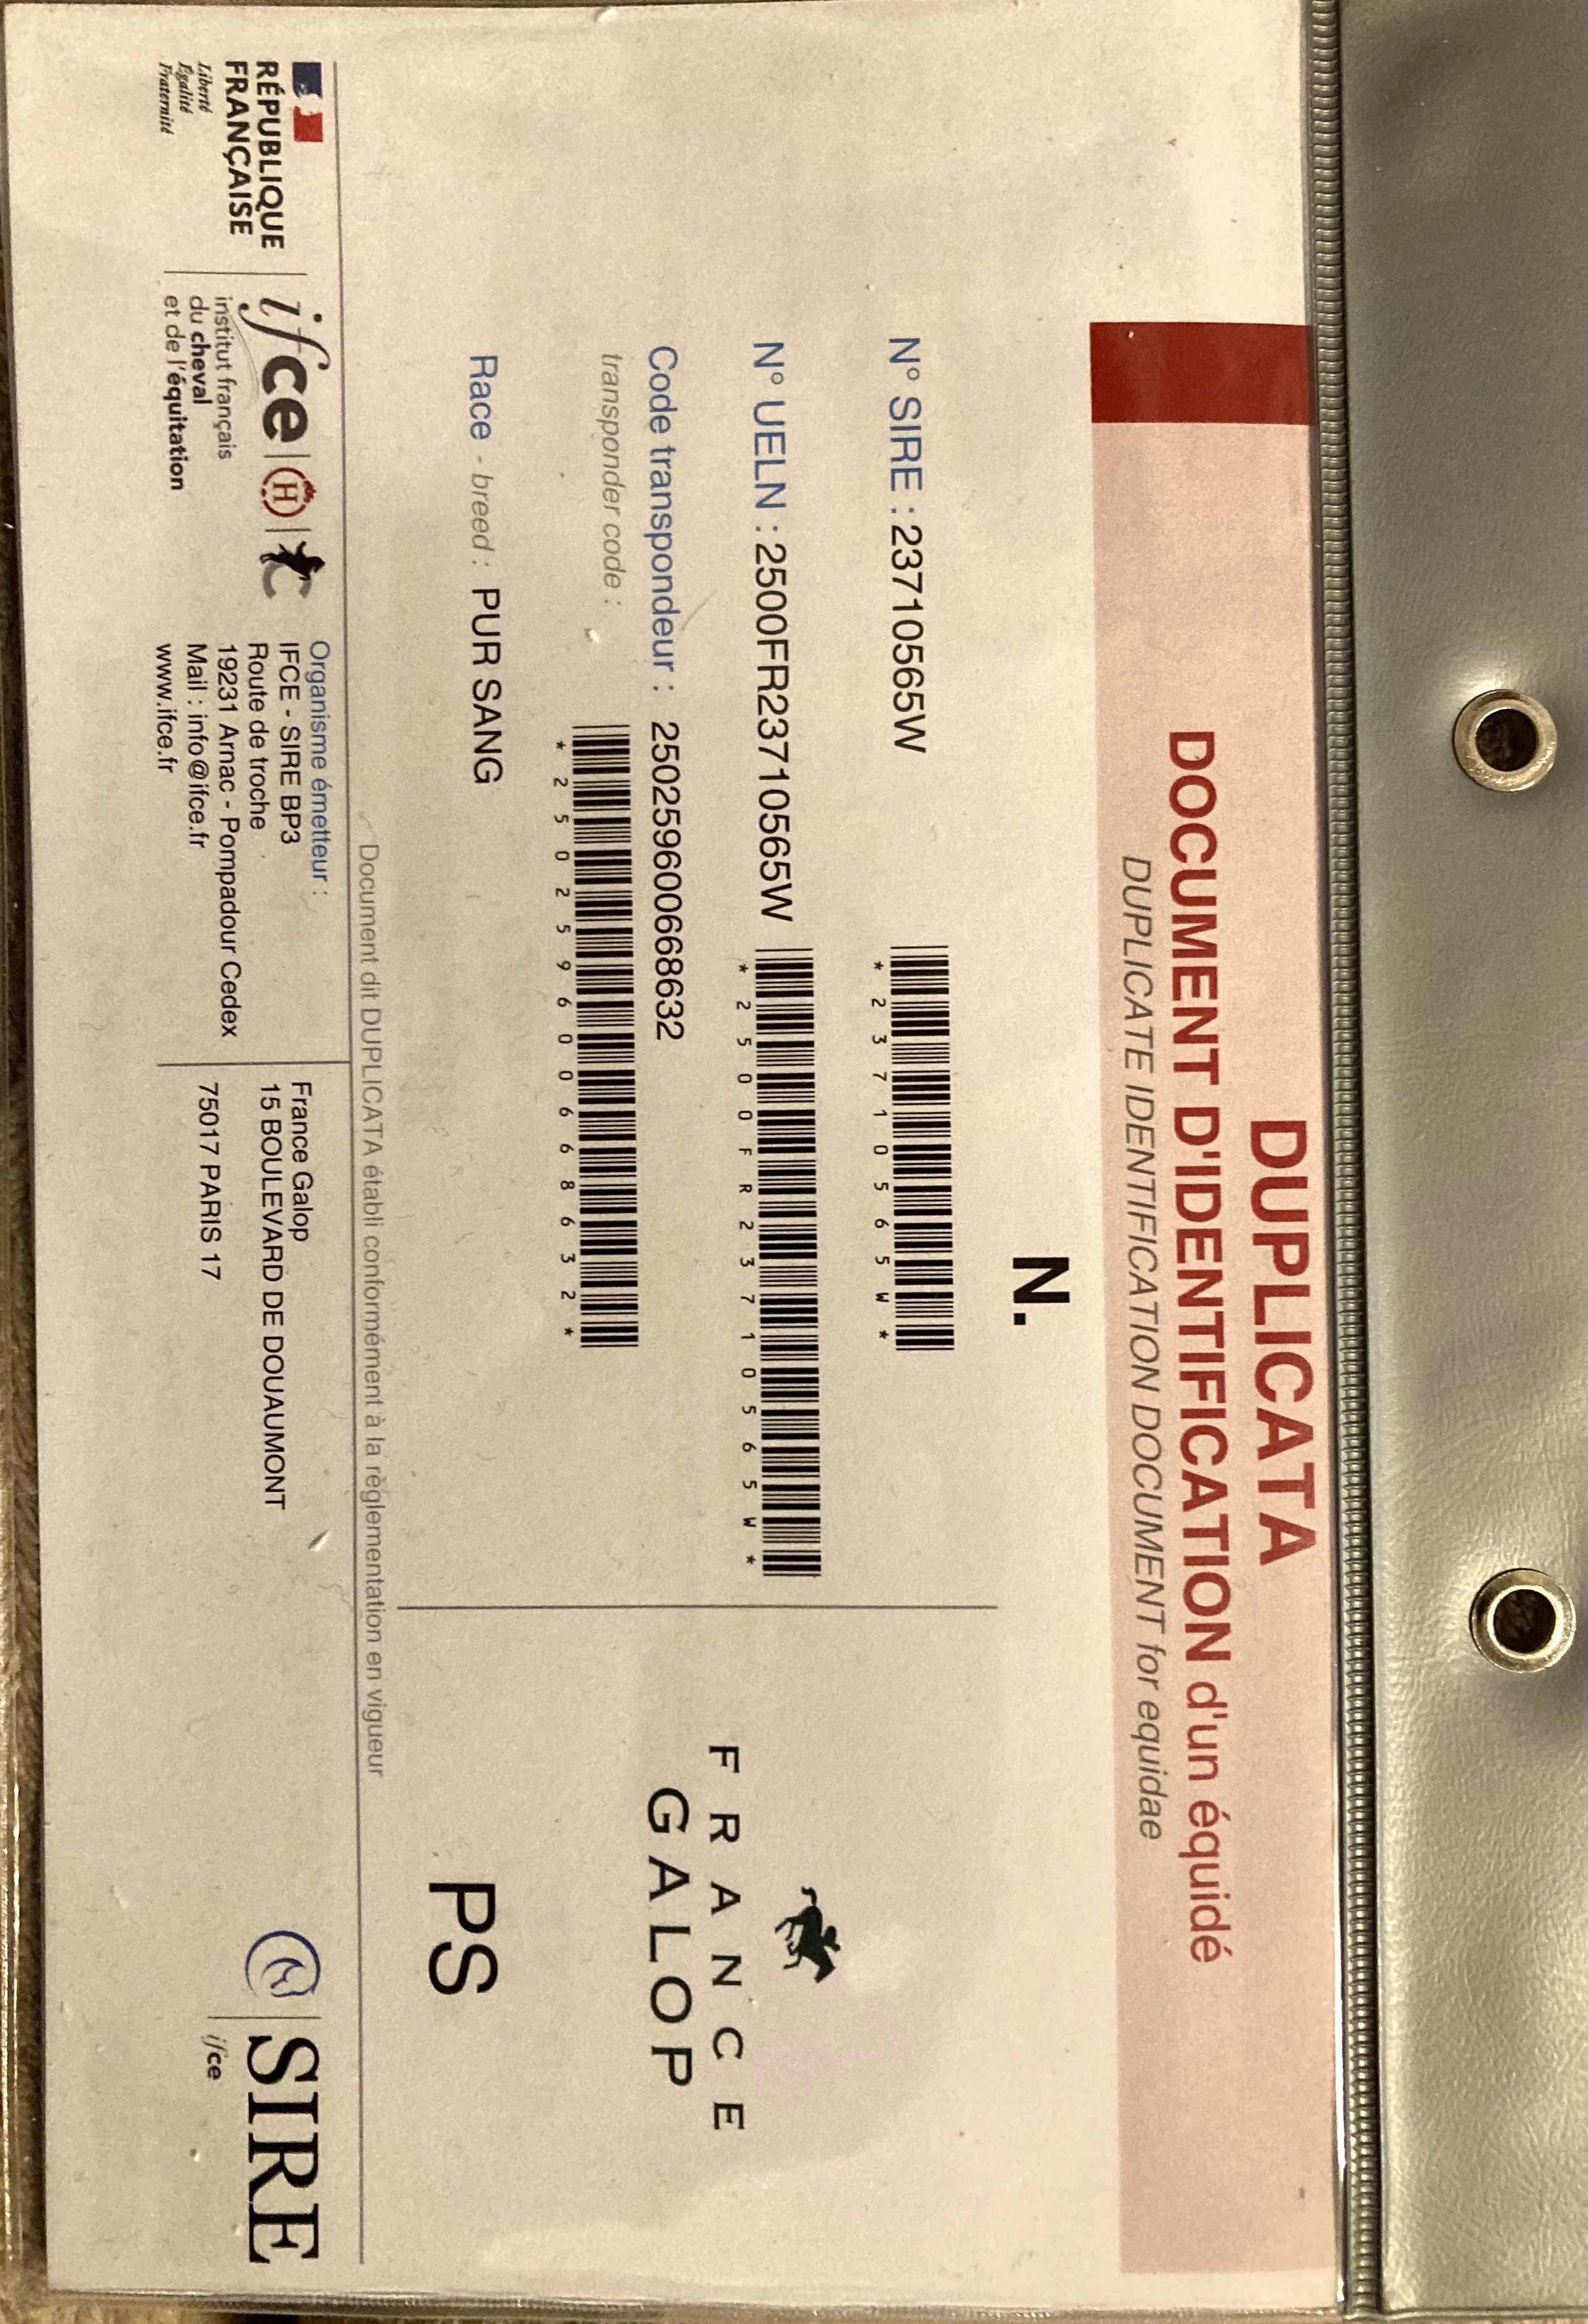 DUPLICATA
DOCUMENT D'IDENTIFICATION d'un équidé
DUPLICATE IDENTIFICATION DOCUMENT for equidae
N.
N° SIRE : 23710565W
*23710565W*
N° UELN : 2500FR23710565W
*2500FR23710565W*
Code transpondeur : 250259600668632
transponder code :
*250259600668632*
Race - breed : PUR SANG
FRANCE
GALOP
PS
Document dit DUPLICATA établi conformément à la règlementation en vigueur
RÉPUBLIQUE
FRANÇAISE
Liberté
Égalité
Fraternité
ifce
H
institut français
du cheval
et de l'équitation
Organisme émetteur :
IFCE - SIRE BP3
Route de troche
19231 Arnac - Pompadour Cedex
Mail : info@ifce.fr
www.ifce.fr
France Galop
15 BOULEVARD DE DOUAUMONT
75017 PARIS 17
SIRE
ifce